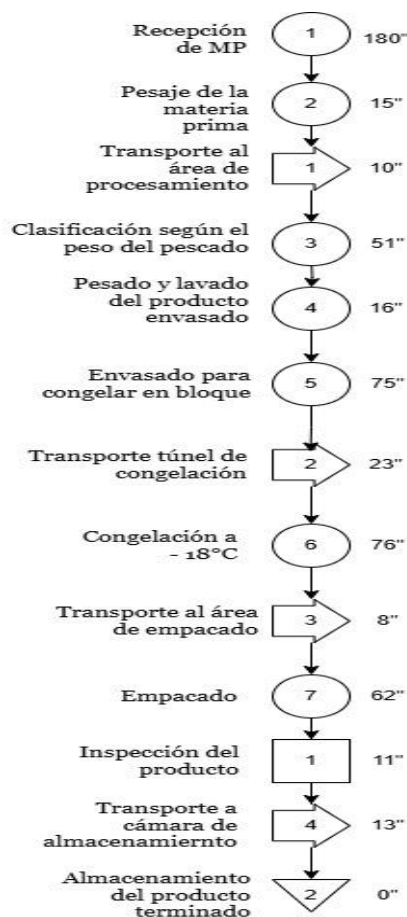 Recepción
de MP
1
180"
Pesaje de la
materia
prima
2
15"
Transporte al
área de
procesamiento
1
10"
Clasificación según el
peso del pescado
3
51"
Pesado y lavado
del producto
envasado
4
16"
Envasado para
congelar en bloque
5
75"
Transporte túnel de
congelación
2
23"
Congelación a
- 18°C
6
76"
Transporte al área
de empacado
3
8"
Empacado
7
62"
Inspección del
producto
1
11"
Transporte a
cámara de
almacenamiernto
4
13"
Almacenamiento
del producto
terminado
2
0"